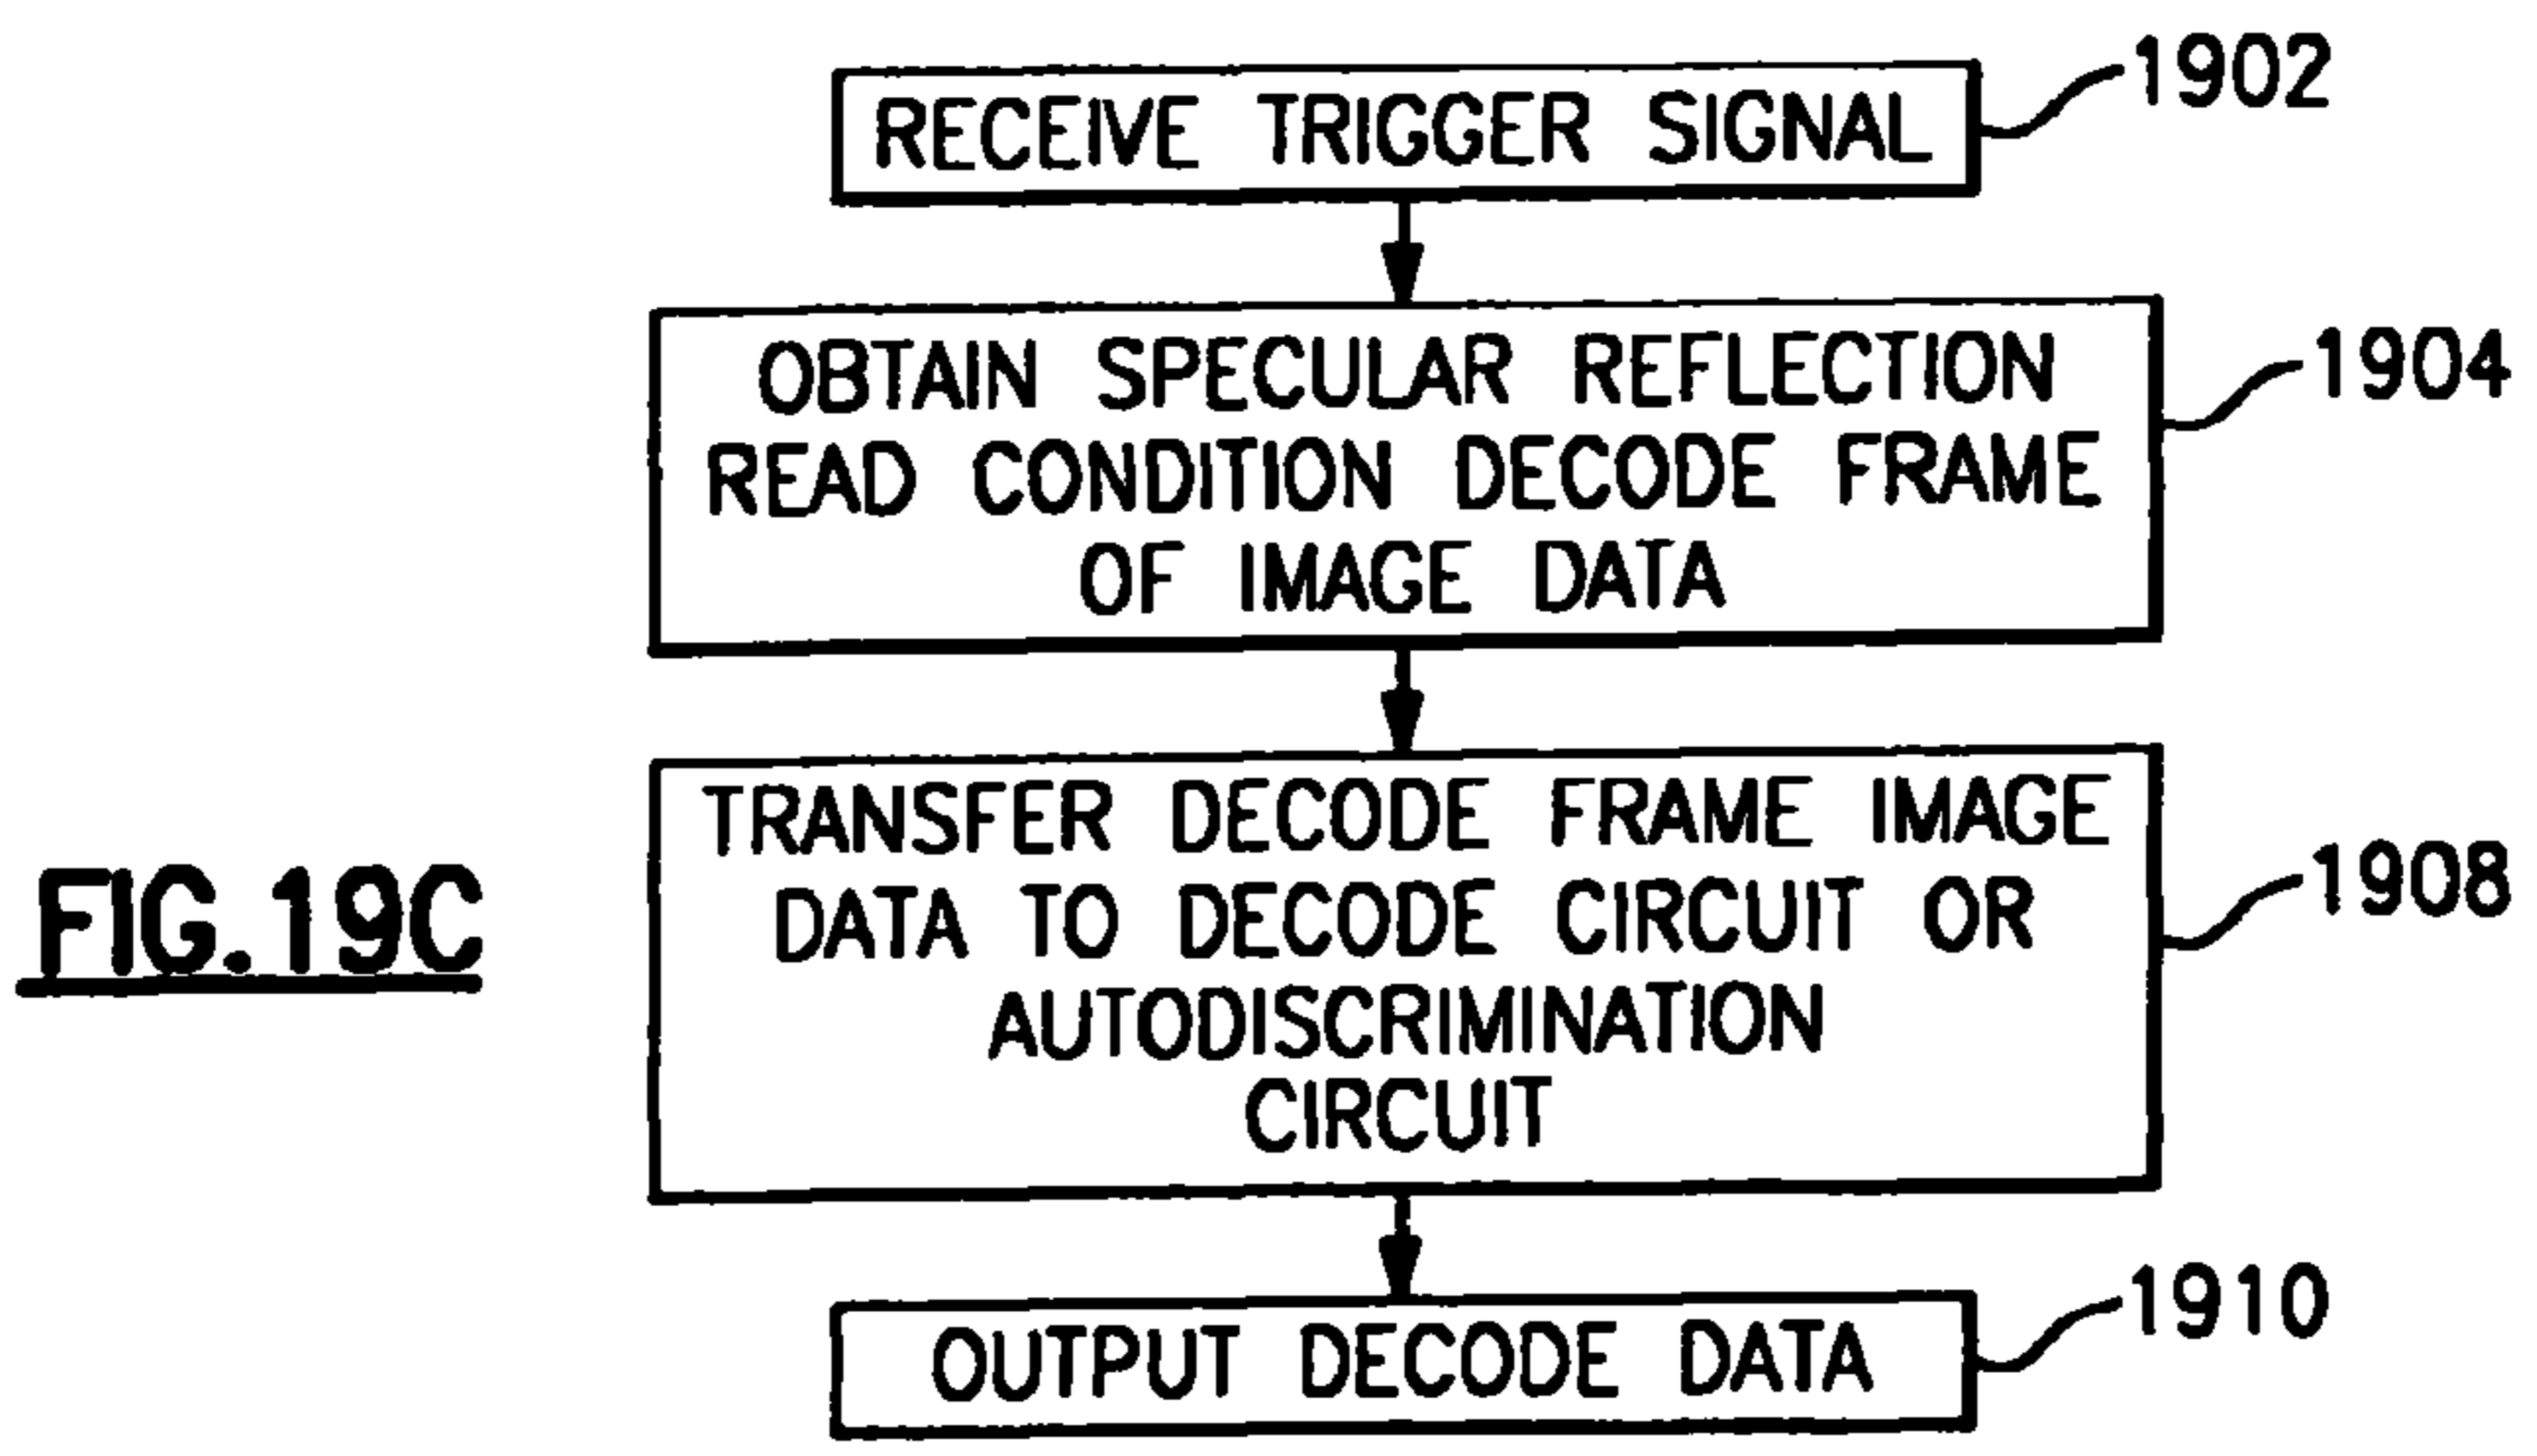 RECEIVE TRIGGER SIGNAL
1902
OBTAIN SPECULAR REFLECTION
READ CONDITION DECODE FRAME
OF IMAGE DATA
1904
TRANSFER DECODE FRAME IMAGE
DATA TO DECODE CIRCUIT OR
AUTODISCRIMINATION
CIRCUIT
1908
FIG.19C
OUTPUT DECODE DATA
1910